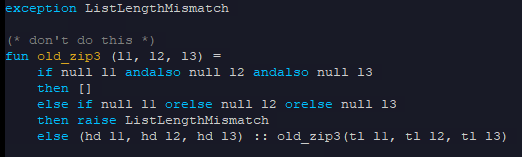 exception ListLengthMismatch
(* don't do this *)
fun old_zip3 (l1, l2, l3) =
if null l1 andalso null l2 andalso null l3
then []
else if null l1 orelse null l2 orelse null l3
then raise ListLengthMismatch
else (hd l1, hd l2, hd l3) :: old_zip3(tl l1, tl l2, tl l3)